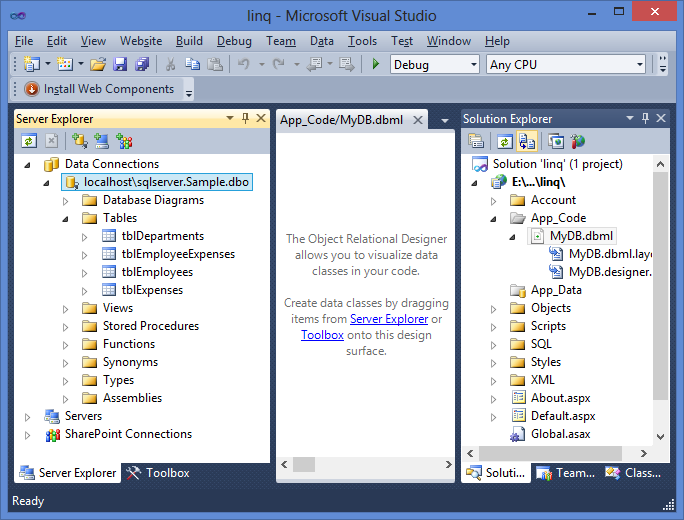 linq - Microsoft Visual Studio
File Edit View Website Build Debug Team Data Tools Test Window Help
Debug Any CPU
Install Web Components
Server Explorer
Data Connections
localhost\sqlserver.Sample.dbo
Database Diagrams
Tables
tblDepartments
tblEmployeeExpenses
tblEmployees
tblExpenses
Views
Stored Procedures
Functions
Synonyms
Types
Assemblies
Servers
SharePoint Connections
Server Explorer Toolbox
App_Code/MyDB.dbml
The Object Relational Designer
allows you to visualize data
classes in your code.
Create data classes by dragging
items from Server Explorer or
Toolbox onto this design
surface.
Solution Explorer
Solution 'linq' (1 project)
E:\...\linq\
Account
App_Code
MyDB.dbml
MyDB.dbml.lay
MyDB.designer.
App_Data
Objects
Scripts
SQL
Styles
XML
About.aspx
Default.aspx
Global.asax
Soluti... Team... Class...
Ready